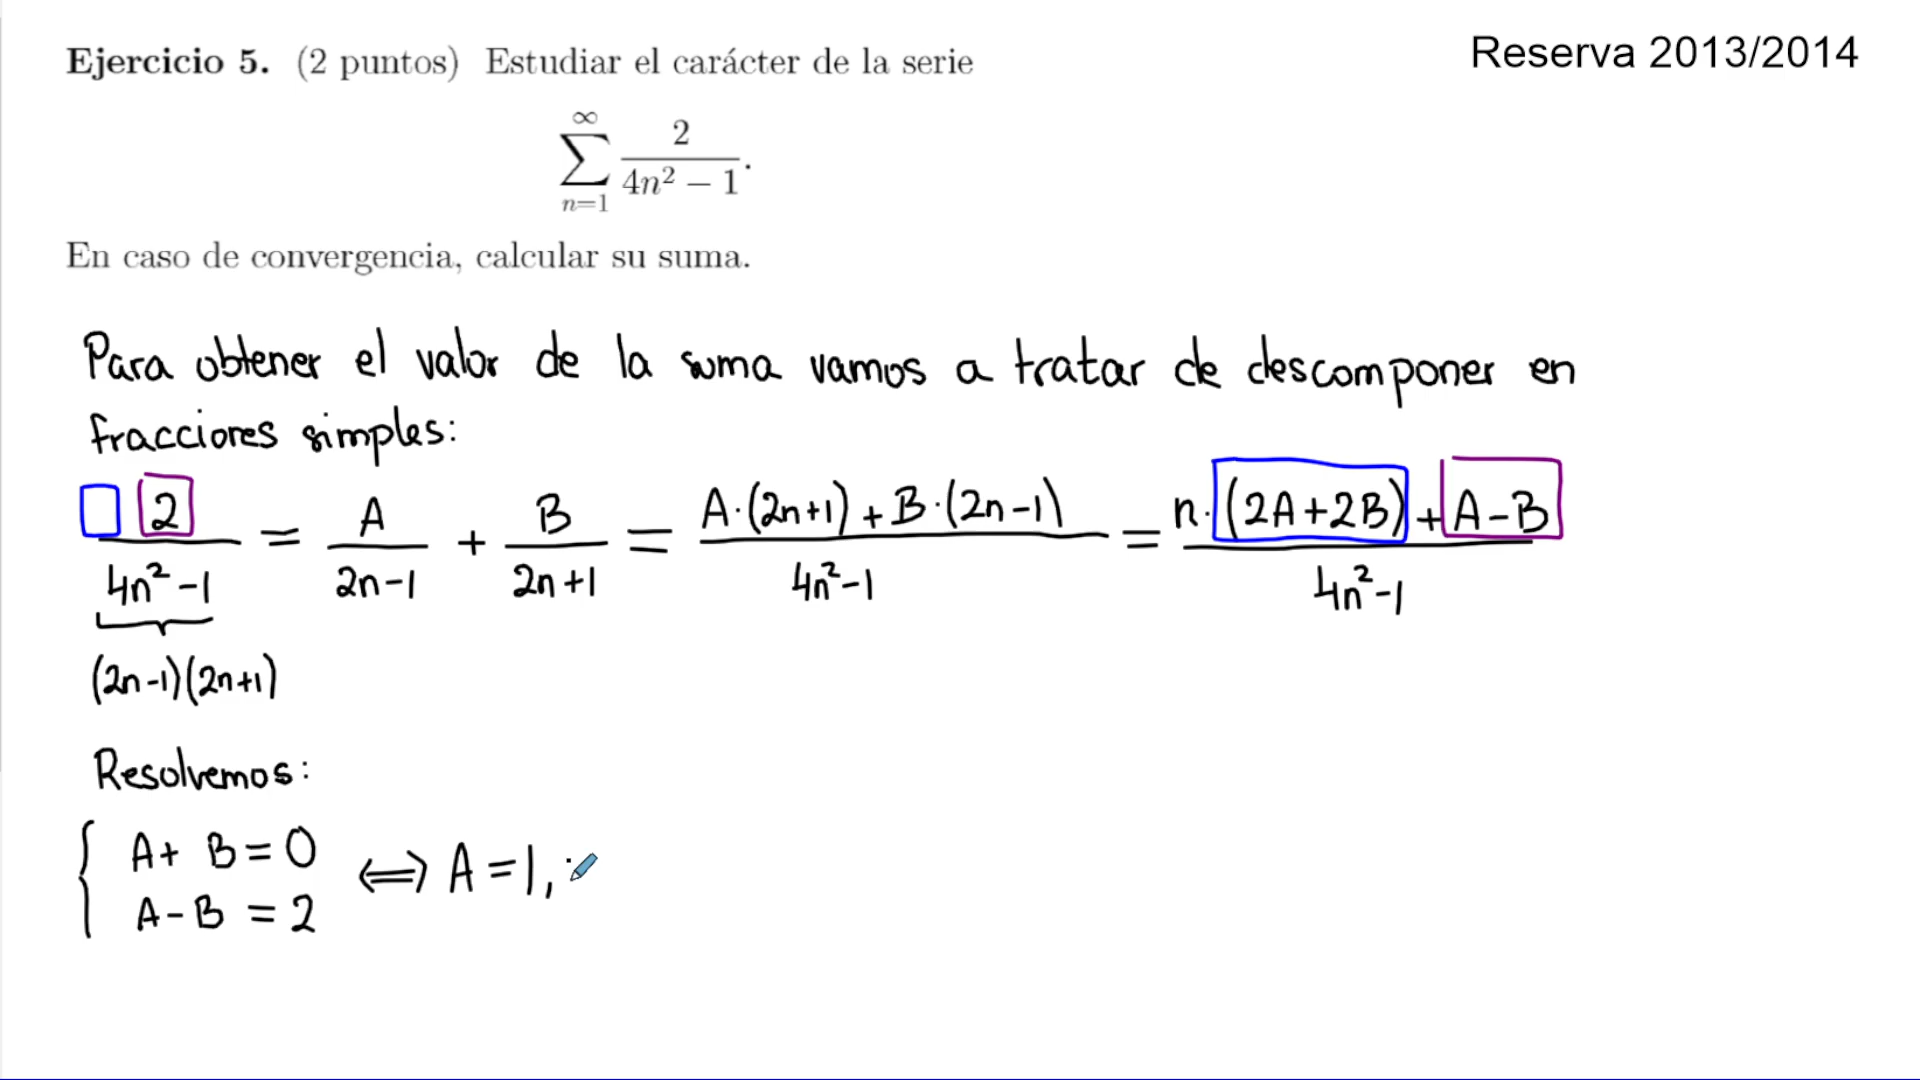 Ejercicio 5. (2 puntos) Estudiar el carácter de la serie
Reserva 2013/2014
∞
∑ 2/(4n² − 1).
n=1
En caso de convergencia, calcular su suma.
Para obtener el valor de la suma vamos a tratar de descomponer en
fracciones simples:
2/(4n²−1) = A/(2n−1) + B/(2n+1) = (A·(2n+1) + B·(2n−1))/(4n²−1) = (n·(2A+2B) + A−B)/(4n²−1)
(2n-1)(2n+1)
Resolvemos:
A + B = 0
A − B = 2
⟺ A = 1,